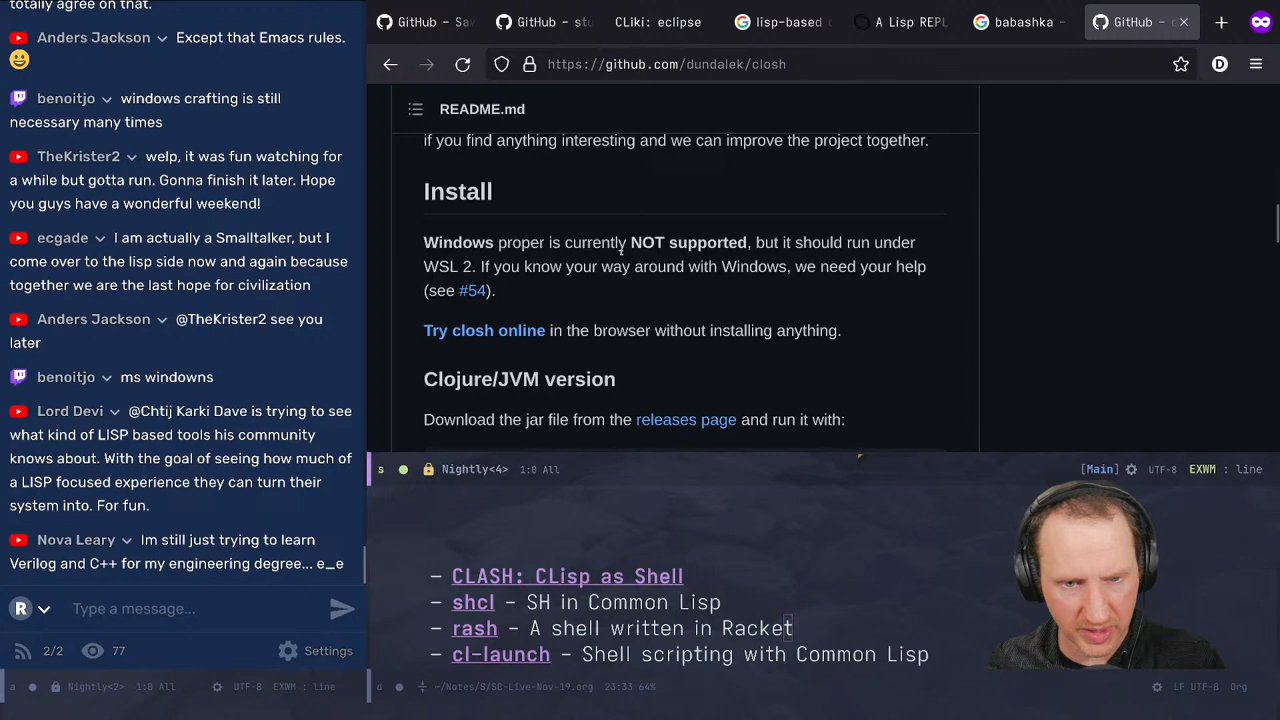 totally agree on that.
Anders Jackson Except that Emacs rules.
benoitjo windows crafting is still
necessary many times
TheKrister2 welp, it was fun watching for
a while but gotta run. Gonna finish it later. Hope
you guys have a wonderful weekend!
ecgade I am actually a Smalltalker, but I
come over to the lisp side now and again because
together we are the last hope for civilization
Anders Jackson @TheKrister2 see you
later
benoitjo ms windowns
Lord Devi @Chtij Karki Dave is trying to see
what kind of LISP based tools his community
knows about. With the goal of seeing how much of
a LISP focused experience they can turn their
system into. For fun.
Nova Leary Im still just trying to learn
Verilog and C++ for my engineering degree... e_e
R Type a message...
2/2 77 Settings
a Nightly<2> 1:0 All UTF-8 EXWM : line
GitHub - Sav GitHub - stu CLiki: eclipse lisp-based c A Lisp REPL babashka - GitHub - d
https://github.com/dundalek/closh D
README.md
if you find anything interesting and we can improve the project together.
Install
Windows proper is currently NOT supported, but it should run under
WSL 2. If you know your way around with Windows, we need your help
(see #54).
Try closh online in the browser without installing anything.
Clojure/JVM version
Download the jar file from the releases page and run it with:
s Nightly<4> 1:0 All [Main] UTF-8 EXWM : line
– CLASH: CLisp as Shell
– shcl – SH in Common Lisp
– rash – A shell written in Racket
– cl-launch – Shell scripting with Common Lisp
d ~/Notes/S/SC-Live-Nov-19.org 23:33 64% LF UTF-8 Org